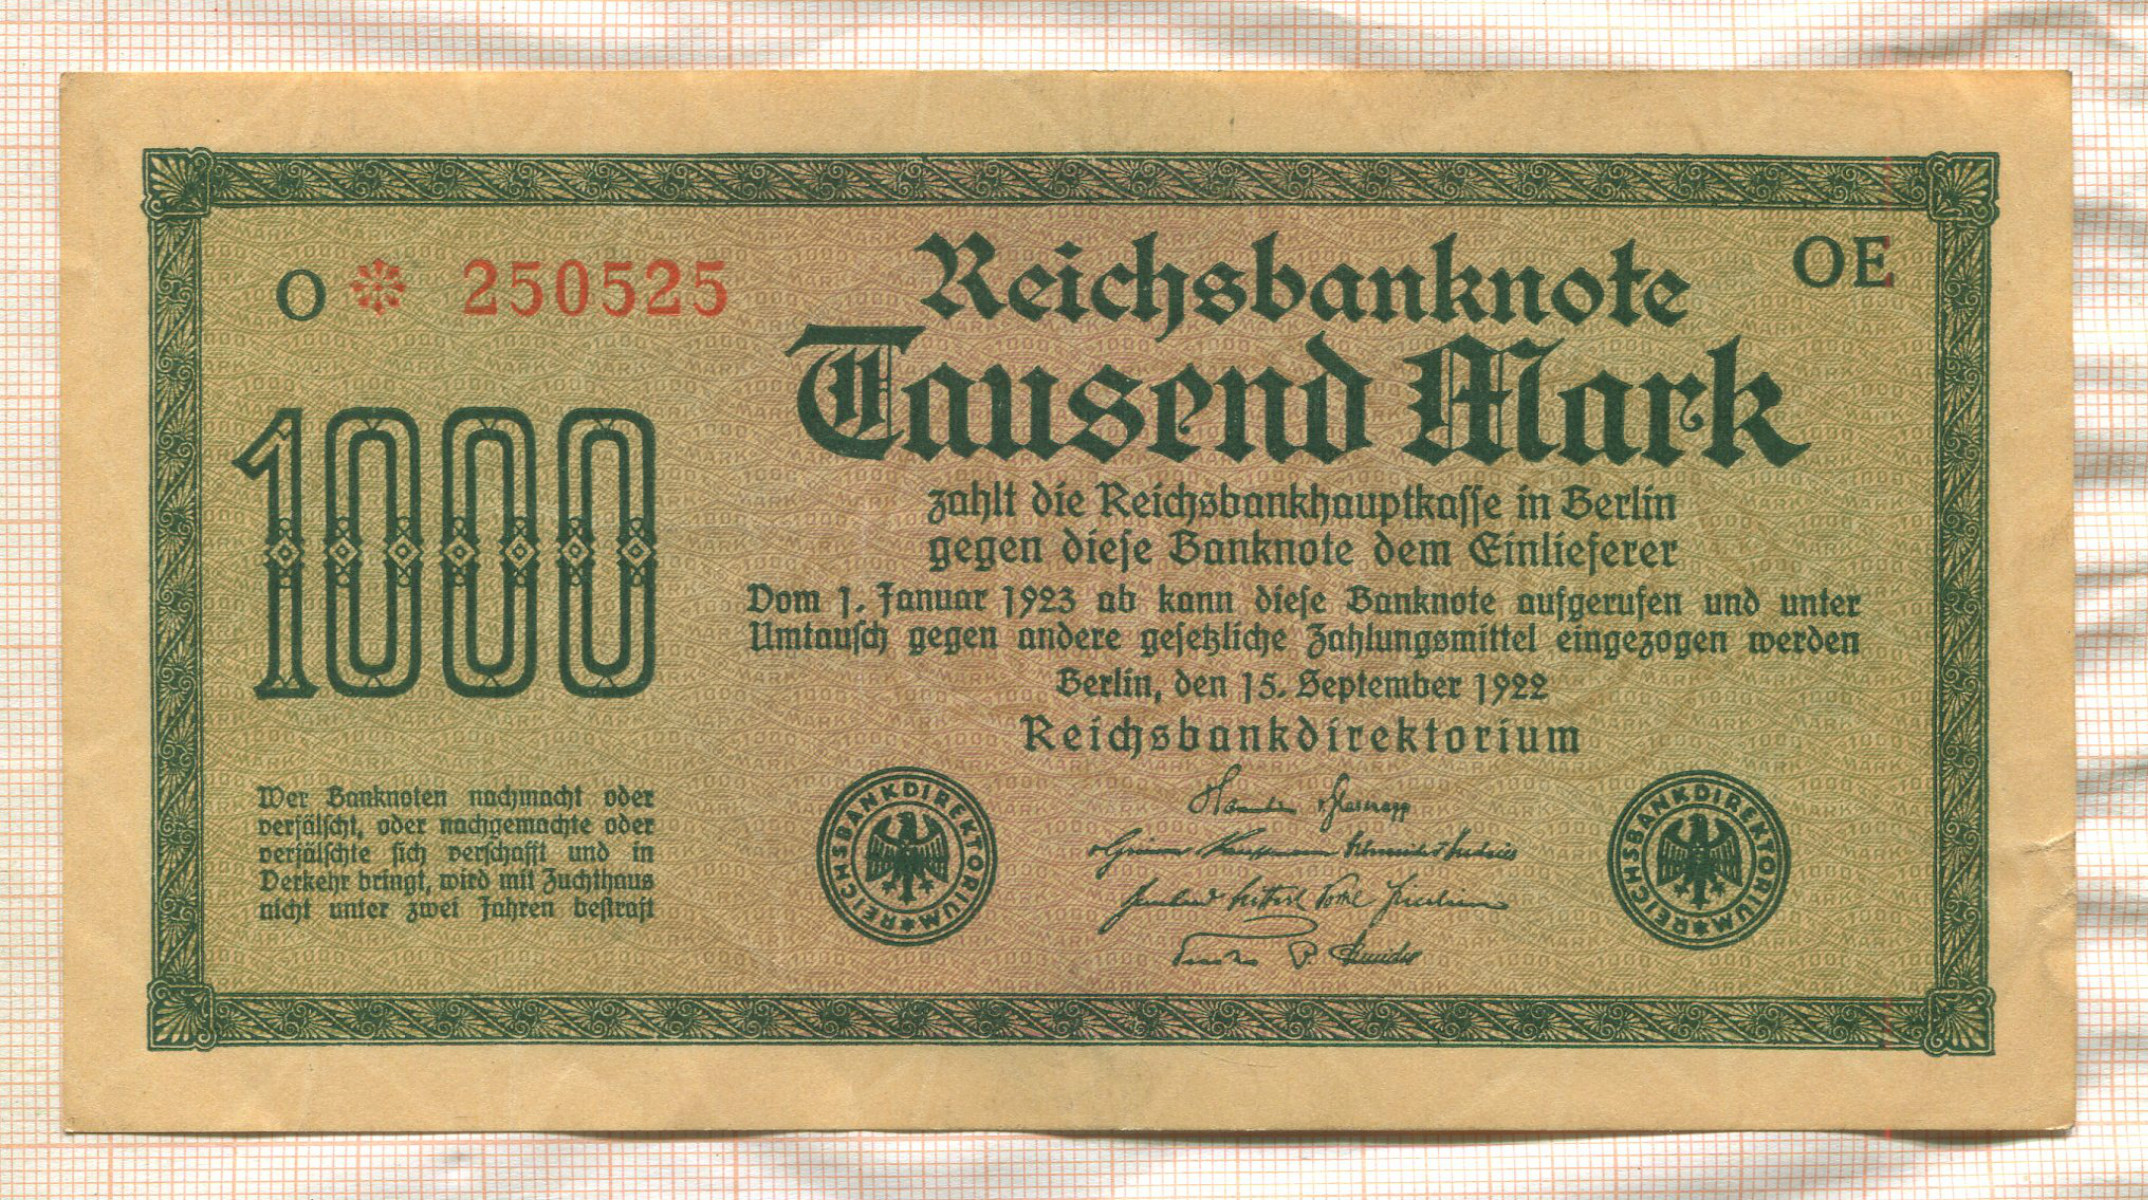 O * 250525
OE
Reichsbanknote
Tausend Mark
1000
zahlt die Reichsbankhauptkasse in Berlin
gegen diese Banknote dem Einlieferer
Vom 1. Januar 1923 ab kann diese Banknote aufgerufen und unter
Umtausch gegen andere gesetzliche Zahlungsmittel eingezogen werden
Berlin, den 15. September 1922
Reichsbankdirektorium
Wer Banknoten nachmacht oder
verfälscht, oder nachgemachte oder
verfälschte sich verschafft und in
Verkehr bringt, wird mit Zuchthaus
nicht unter zwei Jahren bestraft
REICHSBANKDIREKTORIUM
REICHSBANKDIREKTORIUM